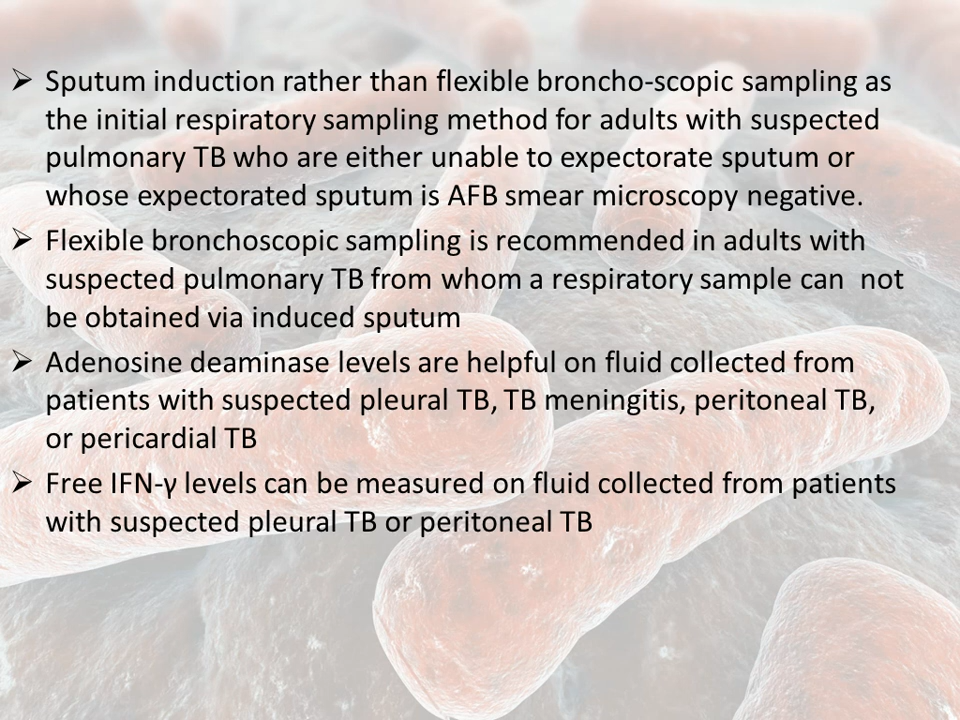 ➢ Sputum induction rather than flexible broncho-scopic sampling as
the initial respiratory sampling method for adults with suspected
pulmonary TB who are either unable to expectorate sputum or
whose expectorated sputum is AFB smear microscopy negative.
➢ Flexible bronchoscopic sampling is recommended in adults with
suspected pulmonary TB from whom a respiratory sample can  not
be obtained via induced sputum
➢ Adenosine deaminase levels are helpful on fluid collected from
patients with suspected pleural TB, TB meningitis, peritoneal TB,
or pericardial TB
➢ Free IFN-γ levels can be measured on fluid collected from patients
with suspected pleural TB or peritoneal TB